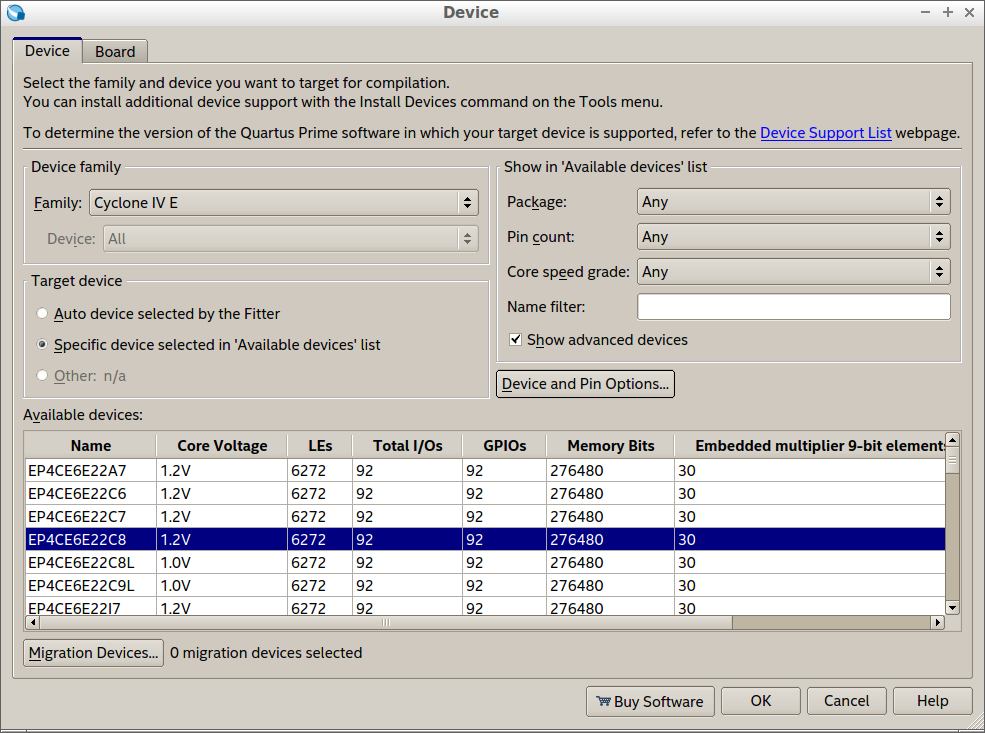 Device
Device Board
Select the family and device you want to target for compilation.
You can install additional device support with the Install Devices command on the Tools menu.
To determine the version of the Quartus Prime software in which your target device is supported, refer to the Device Support List webpage.
Device family
Family: Cyclone IV E
Device: All
Target device
Auto device selected by the Fitter
Specific device selected in 'Available devices' list
Other: n/a
Show in 'Available devices' list
Package: Any
Pin count: Any
Core speed grade: Any
Name filter:
Show advanced devices
Device and Pin Options...
Available devices:
Name Core Voltage LEs Total I/Os GPIOs Memory Bits Embedded multiplier 9-bit elements
EP4CE6E22A7 1.2V 6272 92 92 276480 30
EP4CE6E22C6 1.2V 6272 92 92 276480 30
EP4CE6E22C7 1.2V 6272 92 92 276480 30
EP4CE6E22C8 1.2V 6272 92 92 276480 30
EP4CE6E22C8L 1.0V 6272 92 92 276480 30
EP4CE6E22C9L 1.0V 6272 92 92 276480 30
EP4CE6E22I7 1.2V 6272 92 92 276480 30
Migration Devices... 0 migration devices selected
Buy Software OK Cancel Help